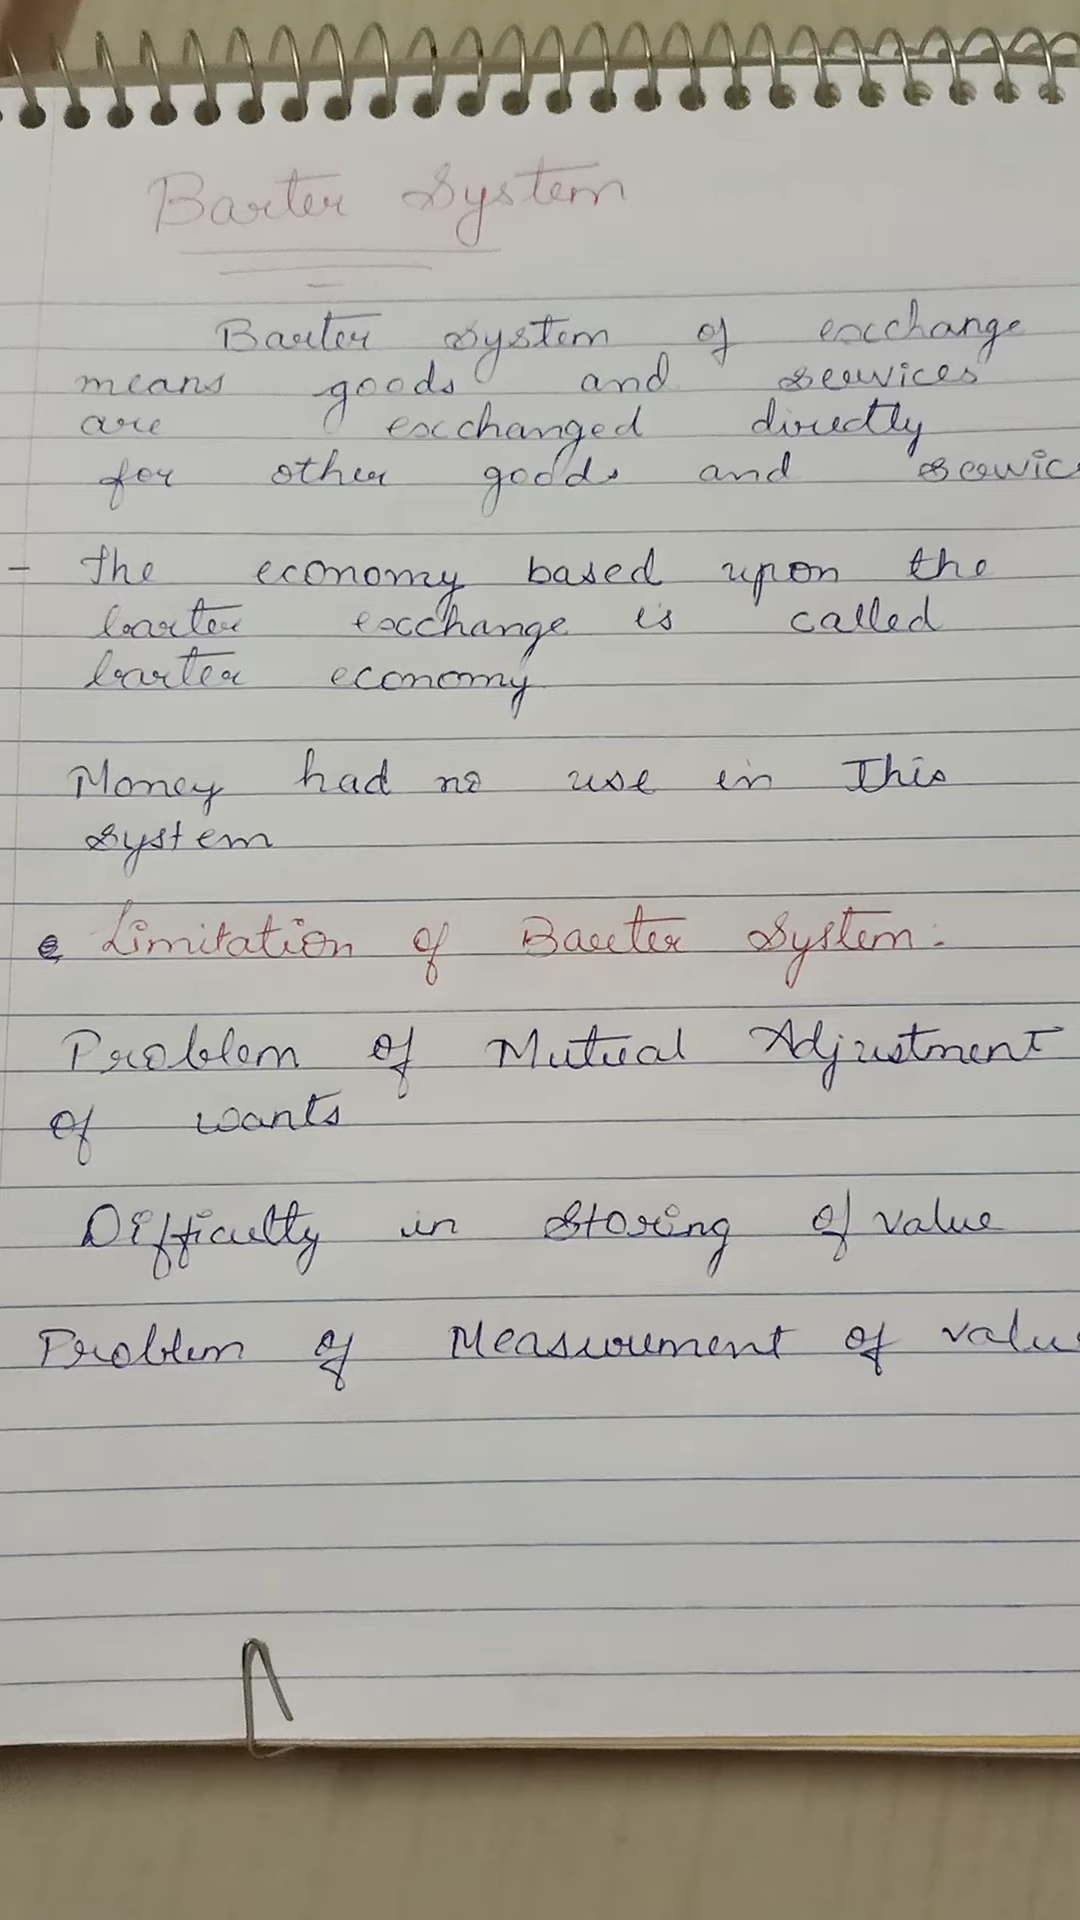 Barter System
Barter system of exchange
means goods and services
are exchanged directly
for other goods and servic
- The economy based upon the
barter exchange is called
barter economy
Money had no use in This
system
Limitation of Barter System:
Problem of Mutual Adjustment
of wants
Difficulty in Storing of value
Problem of Measurement of valu